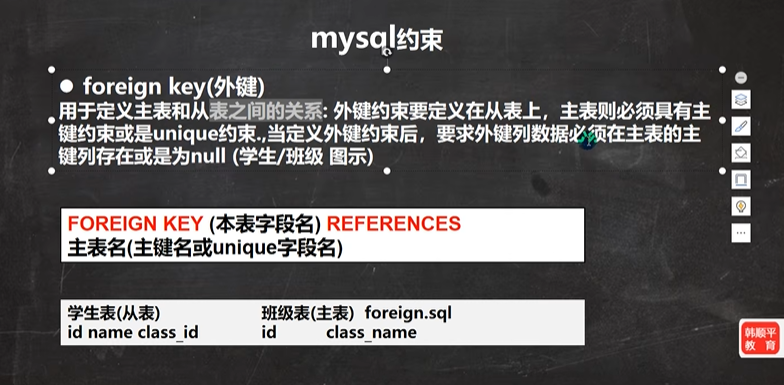 mysql约束
● foreign key(外键)
用于定义主表和从表之间的关系: 外键约束要定义在从表上，主表则必须具有主
键约束或是unique约束.,当定义外键约束后，要求外键列数据必须在主表的主
键列存在或是为null (学生/班级 图示)
FOREIGN KEY (本表字段名) REFERENCES
主表名(主键名或unique字段名)
学生表(从表) 班级表(主表) foreign.sql
id name class_id id class_name
韩顺平
教育